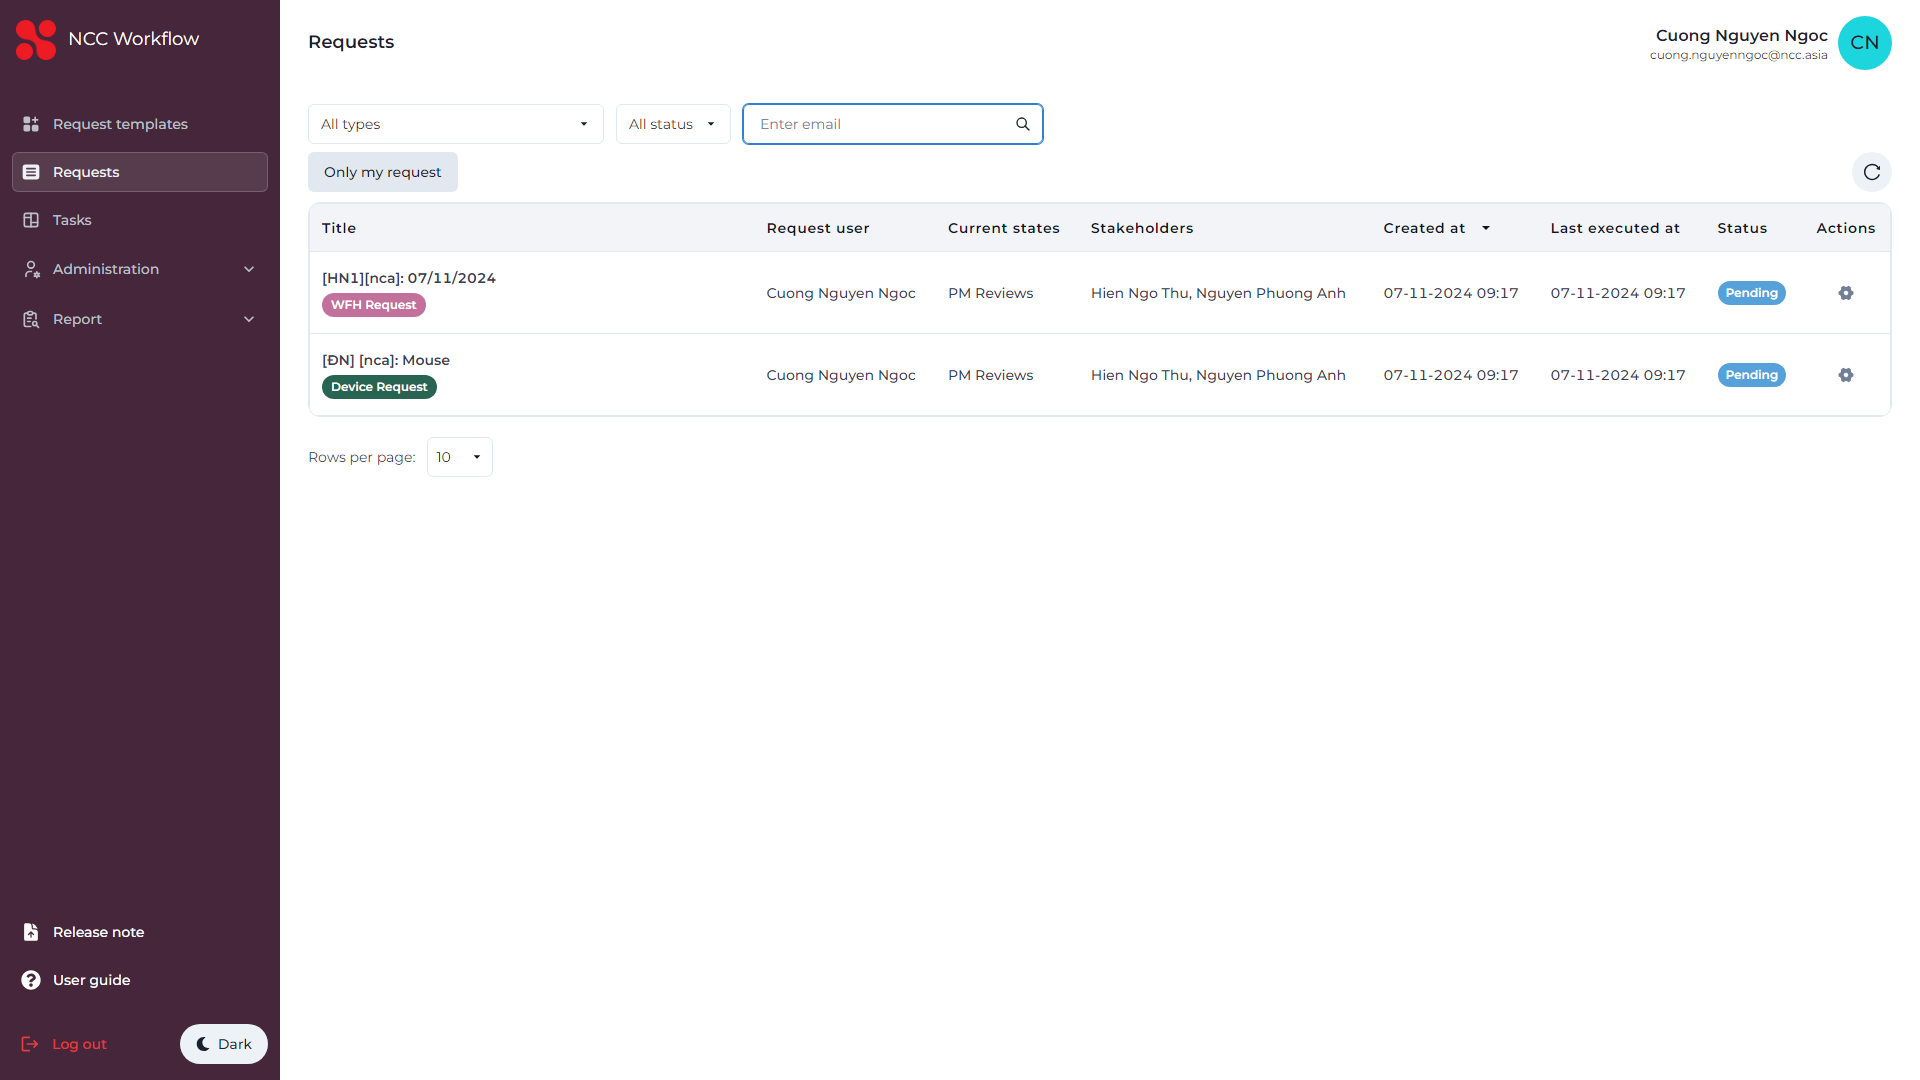 NCC Workflow
Request templates
Requests
Tasks
Administration
Report
Release note
User guide
Log out
Dark
Requests
Cuong Nguyen Ngoc
cuong.nguyenngoc@ncc.asia
CN
All types
All status
Enter email
Only my request
Title Request user Current states Stakeholders Created at Last executed at Status Actions
[HN1][nca]: 07/11/2024
WFH Request
Cuong Nguyen Ngoc PM Reviews Hien Ngo Thu, Nguyen Phuong Anh 07-11-2024 09:17 07-11-2024 09:17 Pending
[ĐN] [nca]: Mouse
Device Request
Cuong Nguyen Ngoc PM Reviews Hien Ngo Thu, Nguyen Phuong Anh 07-11-2024 09:17 07-11-2024 09:17 Pending
Rows per page: 10